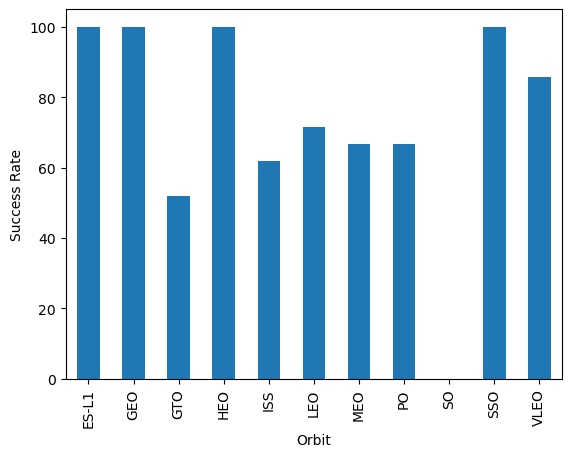 100
80
60
40
20
0
Success Rate
ES-L1
GEO
GTO
HEO
ISS
LEO
MEO
PO
SO
SSO
VLEO
Orbit